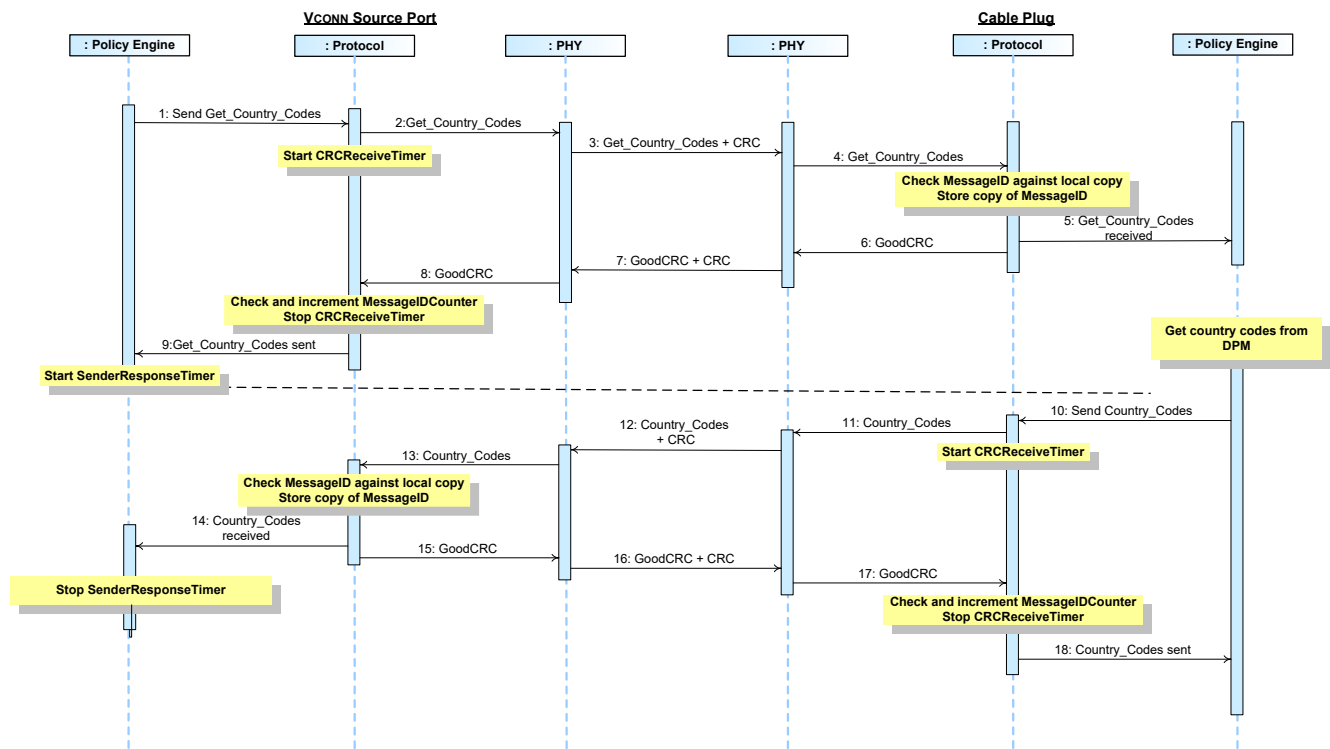 VCONN Source Port
Cable Plug
: Policy Engine
: Protocol
: PHY
: PHY
: Protocol
: Policy Engine
1: Send Get_Country_Codes
2:Get_Country_Codes
Start CRCReceiveTimer
3: Get_Country_Codes + CRC
4: Get_Country_Codes
Check MessageID against local copy
Store copy of MessageID
5: Get_Country_Codes
received
6: GoodCRC
7: GoodCRC + CRC
8: GoodCRC
Check and increment MessageIDCounter
Stop CRCReceiveTimer
9:Get_Country_Codes sent
Start SenderResponseTimer
Get country codes from
DPM
10: Send Country_Codes
11: Country_Codes
Start CRCReceiveTimer
12: Country_Codes
+ CRC
13: Country_Codes
Check MessageID against local copy
Store copy of MessageID
14: Country_Codes
received
15: GoodCRC
16: GoodCRC + CRC
17: GoodCRC
Stop SenderResponseTimer
Check and increment MessageIDCounter
Stop CRCReceiveTimer
18: Country_Codes sent